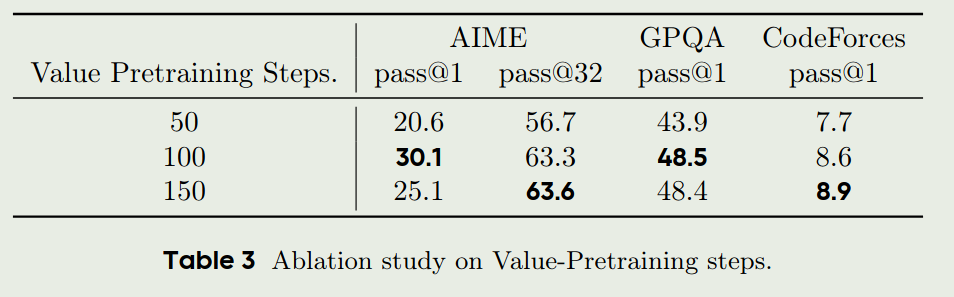 AIME GPQA CodeForces
Value Pretraining Steps. pass@1 pass@32 pass@1 pass@1
50 20.6 56.7 43.9 7.7
100 30.1 63.3 48.5 8.6
150 25.1 63.6 48.4 8.9
Table 3 Ablation study on Value-Pretraining steps.